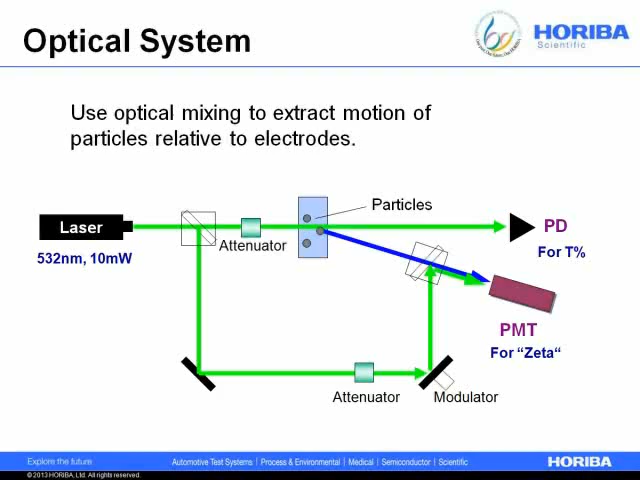 Optical System
HORIBA
Scientific
Use optical mixing to extract motion of
particles relative to electrodes.
Particles
Laser
PD
Attenuator
For T%
532nm, 10mW
PMT
For “Zeta“
Attenuator
Modulator
Explore the future
Automotive Test Systems | Process & Environmental | Medical | Semiconductor | Scientific
HORIBA
© 2013 HORIBA, Ltd. All rights reserved.